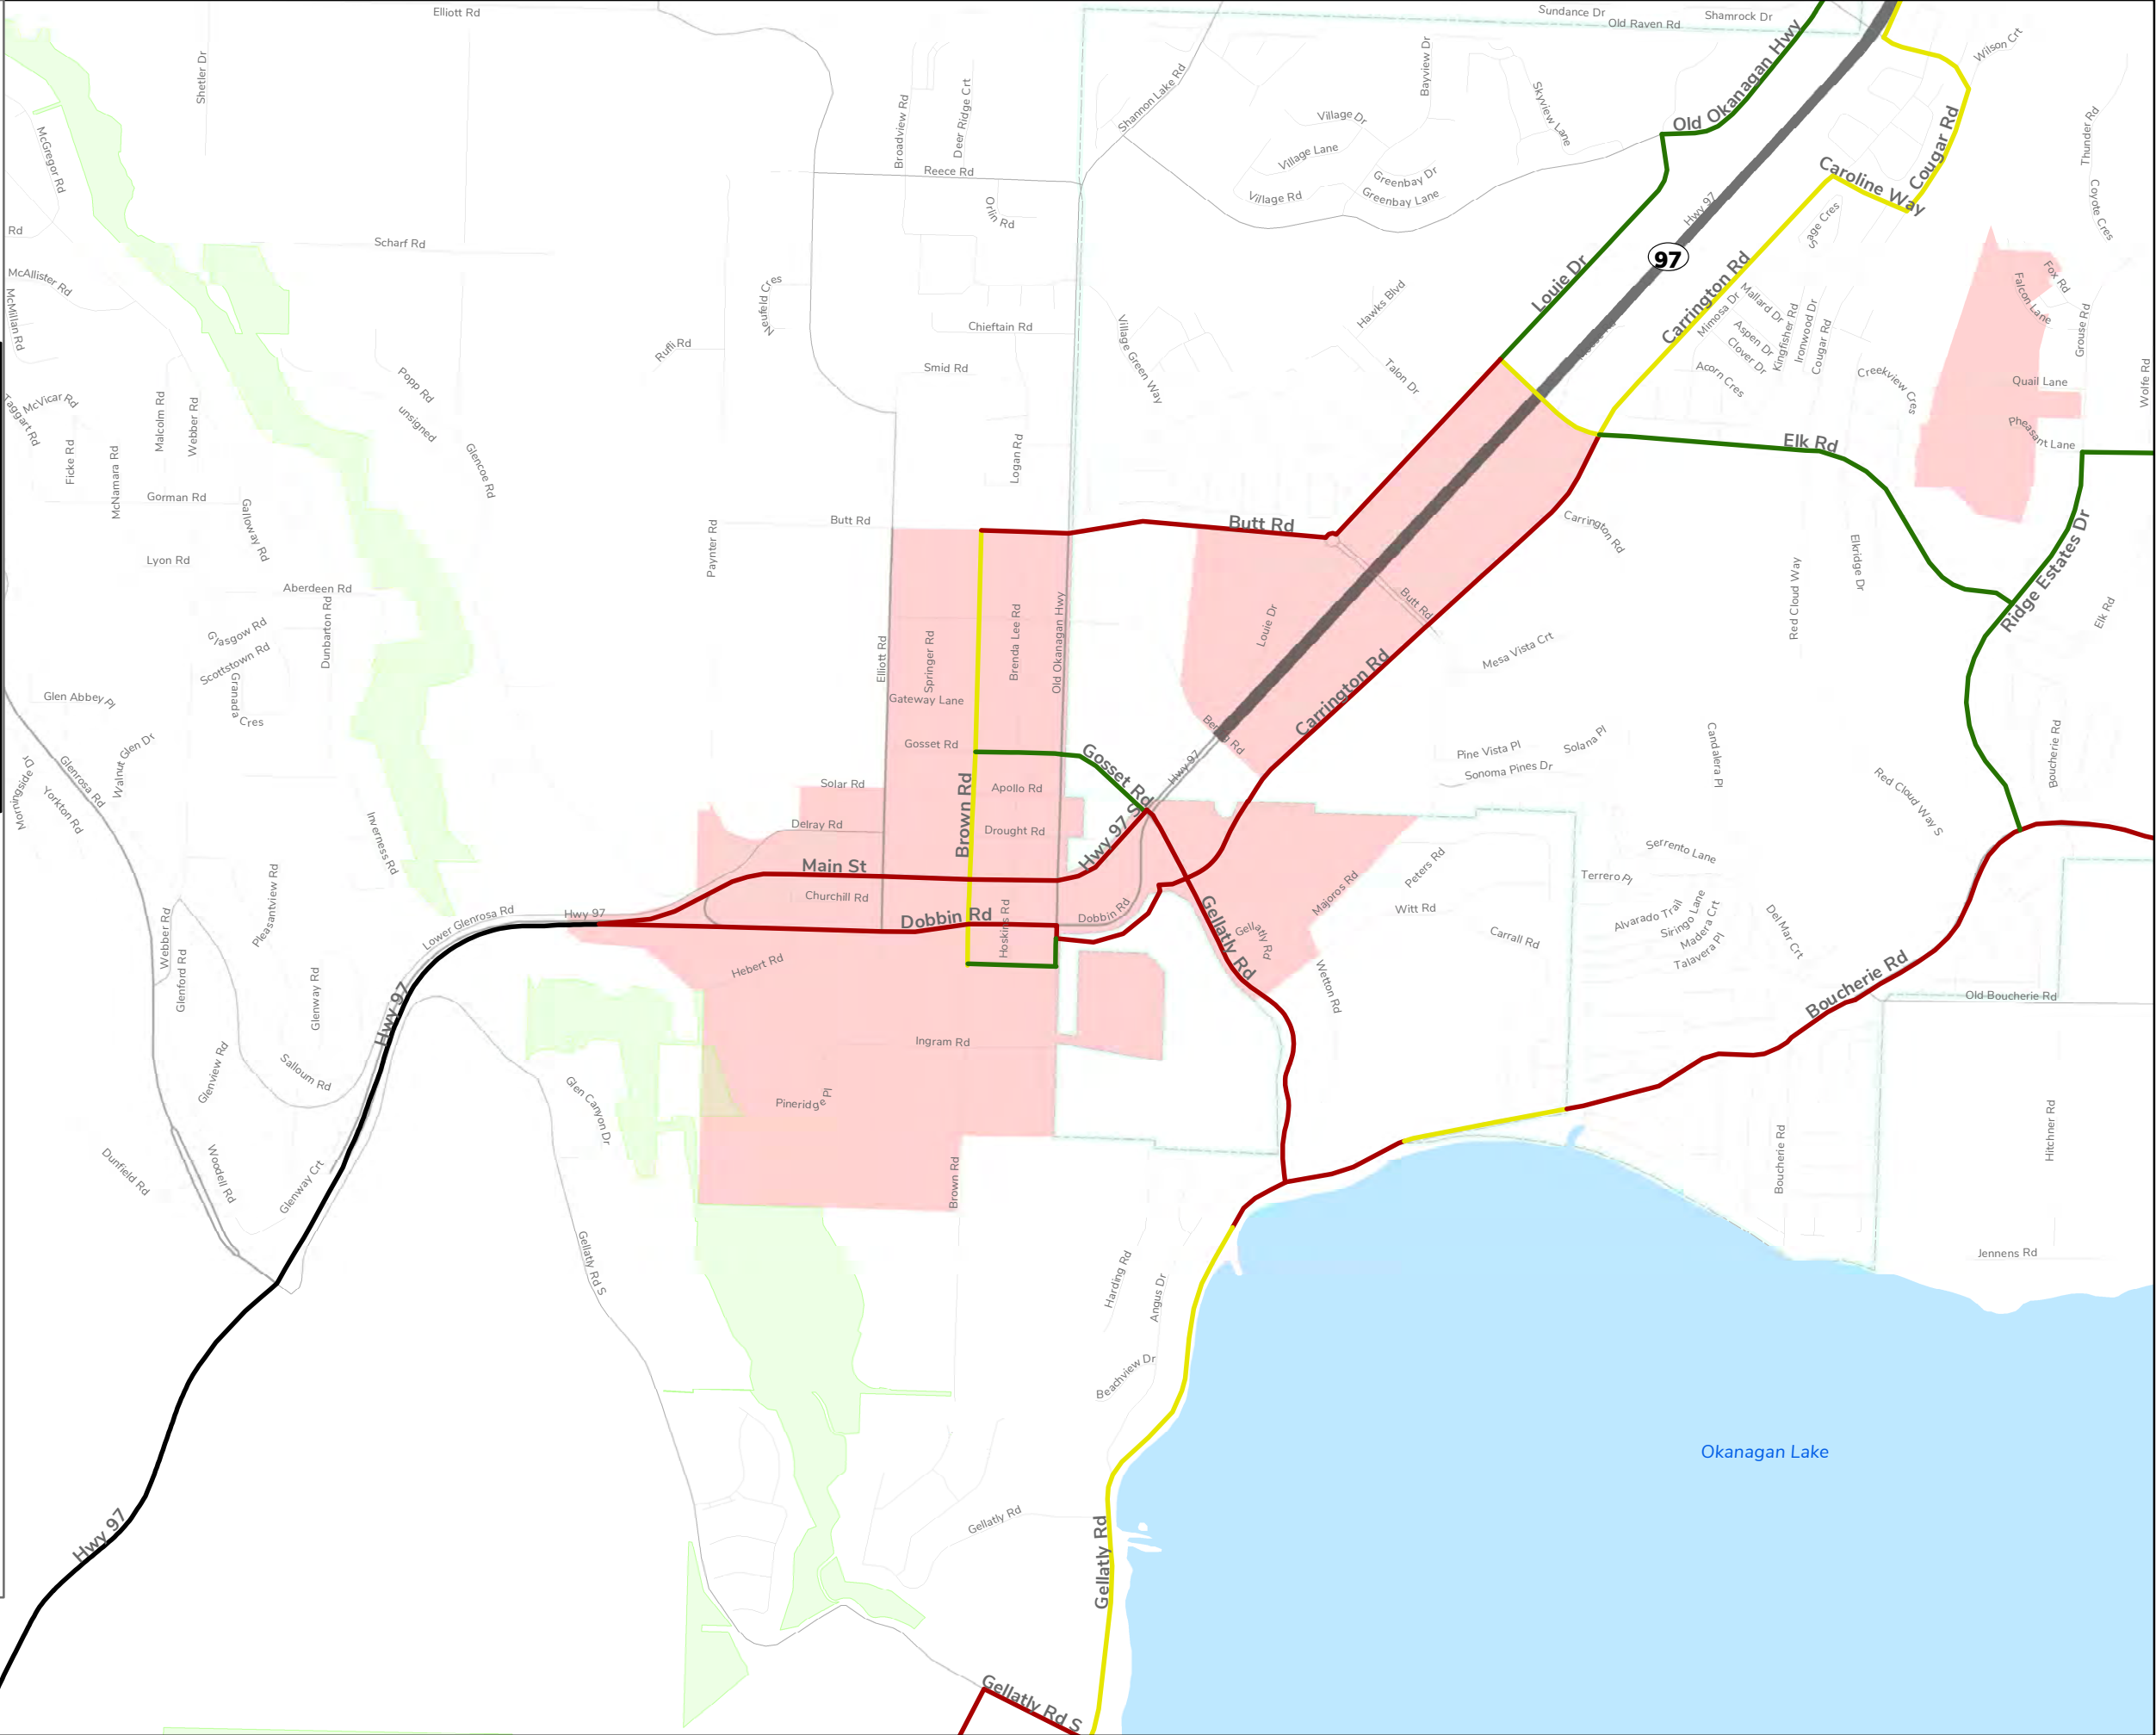 Elliott Rd
Sundance Dr
Shamrock Dr
Old Raven Rd
Wilson Crt
Shetler Dr
Bayview Dr
Skyview Lane
Old Okanagan Hwy
Shannon Lake Rd
Broadview Rd
Deer Ridge Crt
Village Dr
Village Lane
McGregor Rd
Reece Rd
Greenbay Dr
Greenbay Lane
Village Rd
Cougar Rd
Caroline Way
Thunder Rd
Coyote Cres
Orlin Rd
Hwy 97
age Cres
S
Rd
Scharf Rd
97
McAllister Rd
McMillan Rd
Neufeld Cres
Louie Dr
Carrington Rd
Hawks Blvd
Fox Rd
Falcon Lane
Grouse Rd
Chieftain Rd
Mallard Dr
Mimosa Dr
Aspen Dr
Clover Dr
Kingfisher Rd
Ironwood Dr
Cougar Rd
Rufli Rd
Smid Rd
Village Green Way
Talon Dr
Acorn Cres
Creekview Cres
Quail Lane
Wolfe Rd
Popp Rd
unsigned
McVicar Rd
Taggart Rd
Malcolm Rd
Webber Rd
Ficke Rd
McNamara Rd
Glencoe Rd
Logan Rd
Elk Rd
Pheasant Lane
Gorman Rd
Galloway Rd
Butt Rd
Butt Rd
Paynter Rd
Carrington Rd
Lyon Rd
Aberdeen Rd
Elkridge Dr
Red Cloud Way
Ridge Estates Dr
Elk Rd
Butt Rd
Glasgow Rd
Scottstown Rd
Dunbarton Rd
Elliott Rd
Springer Rd
Brenda Lee Rd
Old Okanagan Hwy
Louie Dr
Mesa Vista Crt
Glen Abbey Pl
Granada
Cres
Gateway Lane
Carrington Rd
Gosset Rd
Gosset Rd
Hwy 97
Pine Vista Pl
Solana Pl
Sonoma Pines Dr
Candalera Pl
Boucherie Rd
Walnut Glen Dr
Glenrosa Rd
Morningside Dr
Yorkton Rd
Solar Rd
Apollo Rd
Red Cloud Way S
Inverness Rd
Delray Rd
Brown Rd
Drought Rd
Hwy 97 S
Main St
Churchill Rd
Peters Rd
Serrento Lane
Terrero Pl
Pleasantview Rd
Lower Glenrosa Rd
Hwy 97
Dobbin Rd
Hoskins Rd
Dobbin Rd
Gellatly Rd
Gellatly Rd
Majoros Rd
Witt Rd
Carrall Rd
Alvarado Trail
Siringo Lane
Madera Crt
Talavera Pl
Del Mar Crt
Webber Rd
Glenford Rd
Glenway Rd
Hebert Rd
Wetton Rd
Boucherie Rd
Old Boucherie Rd
Hwy 97
Ingram Rd
Salloum Rd
Glenview Rd
Glen Canyon Dr
Pineridge Pl
Dunfield Rd
Woodell Rd
Glenway Crt
Brown Rd
Boucherie Rd
Hitchner Rd
Gellatly Rd S
Harding Rd
Angus Dr
Jennens Rd
Beachview Dr
Okanagan Lake
Hwy 97
Gellatly Rd
Gellatly Rd
Gellatly Rd S